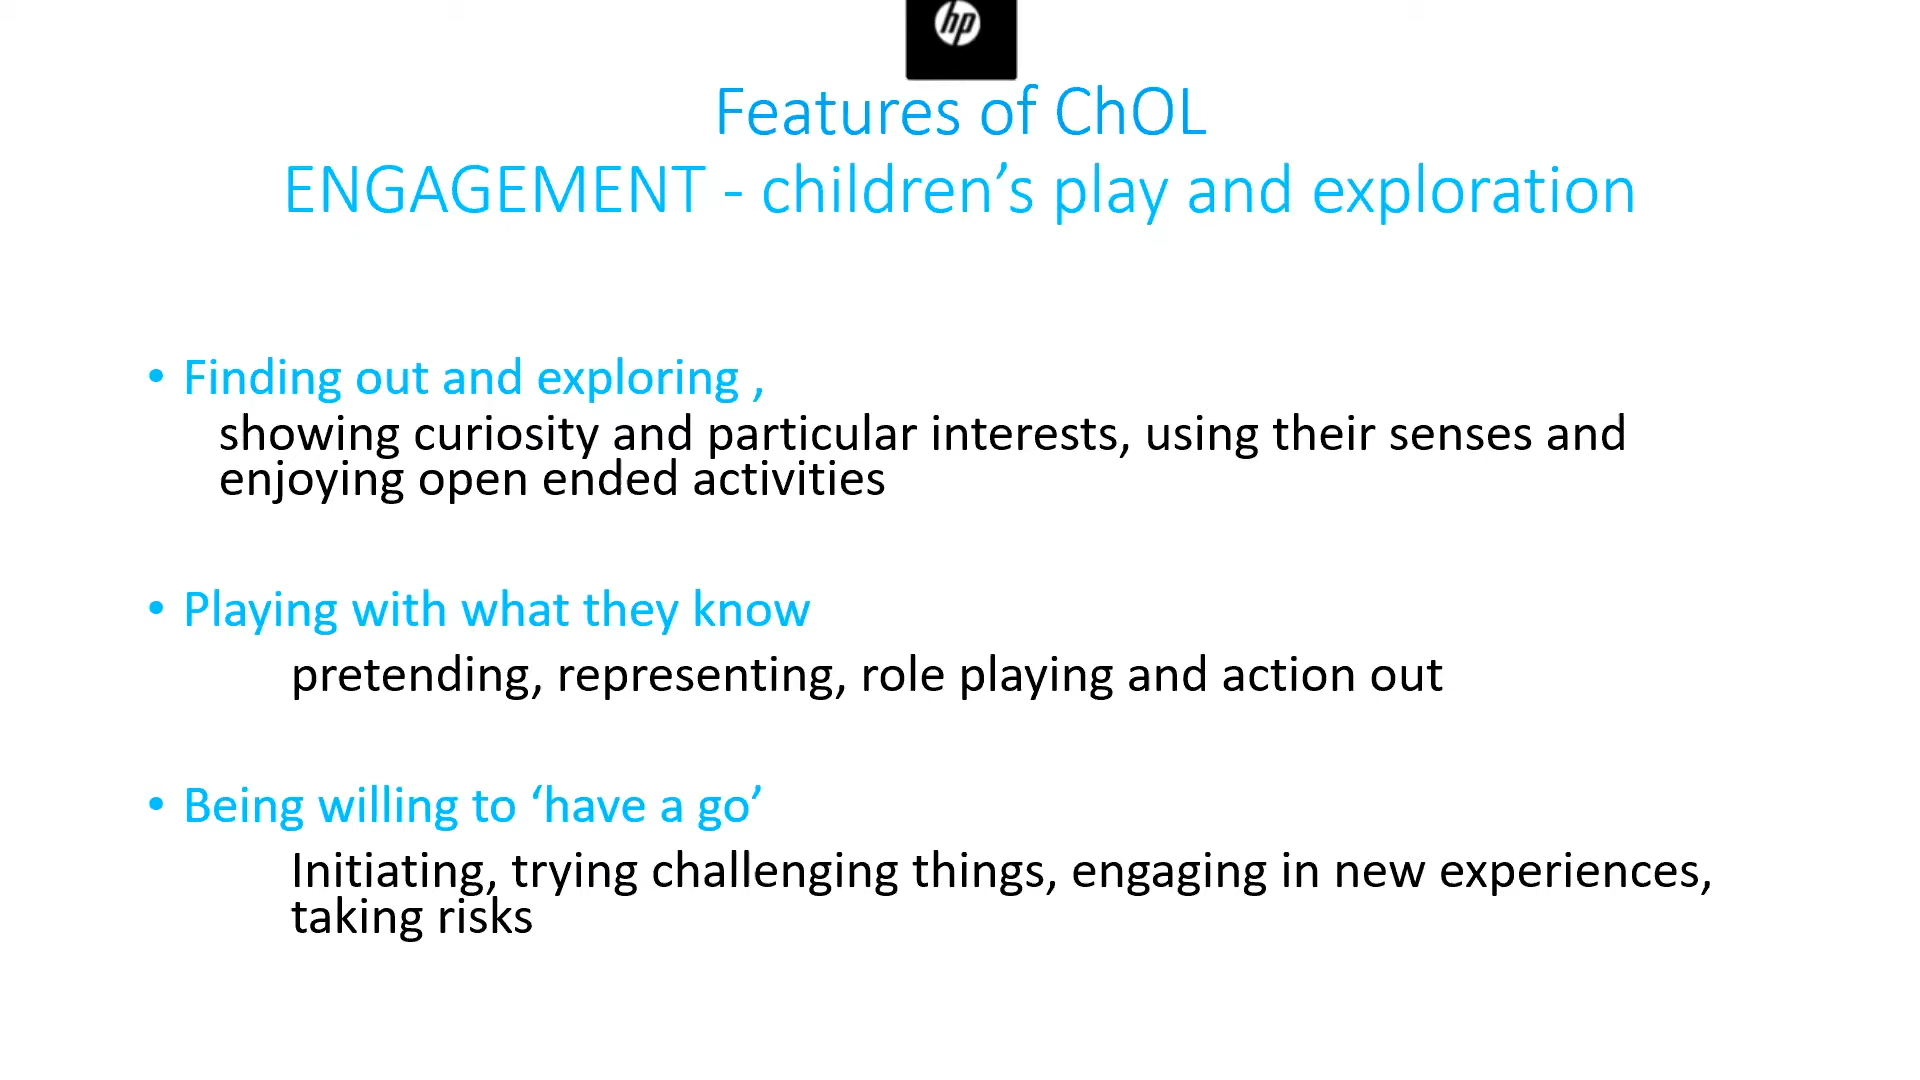 hp
Features of ChOL
ENGAGEMENT - children’s play and exploration
• Finding out and exploring ,
showing curiosity and particular interests, using their senses and
enjoying open ended activities
• Playing with what they know
pretending, representing, role playing and action out
• Being willing to ‘have a go’
Initiating, trying challenging things, engaging in new experiences,
taking risks